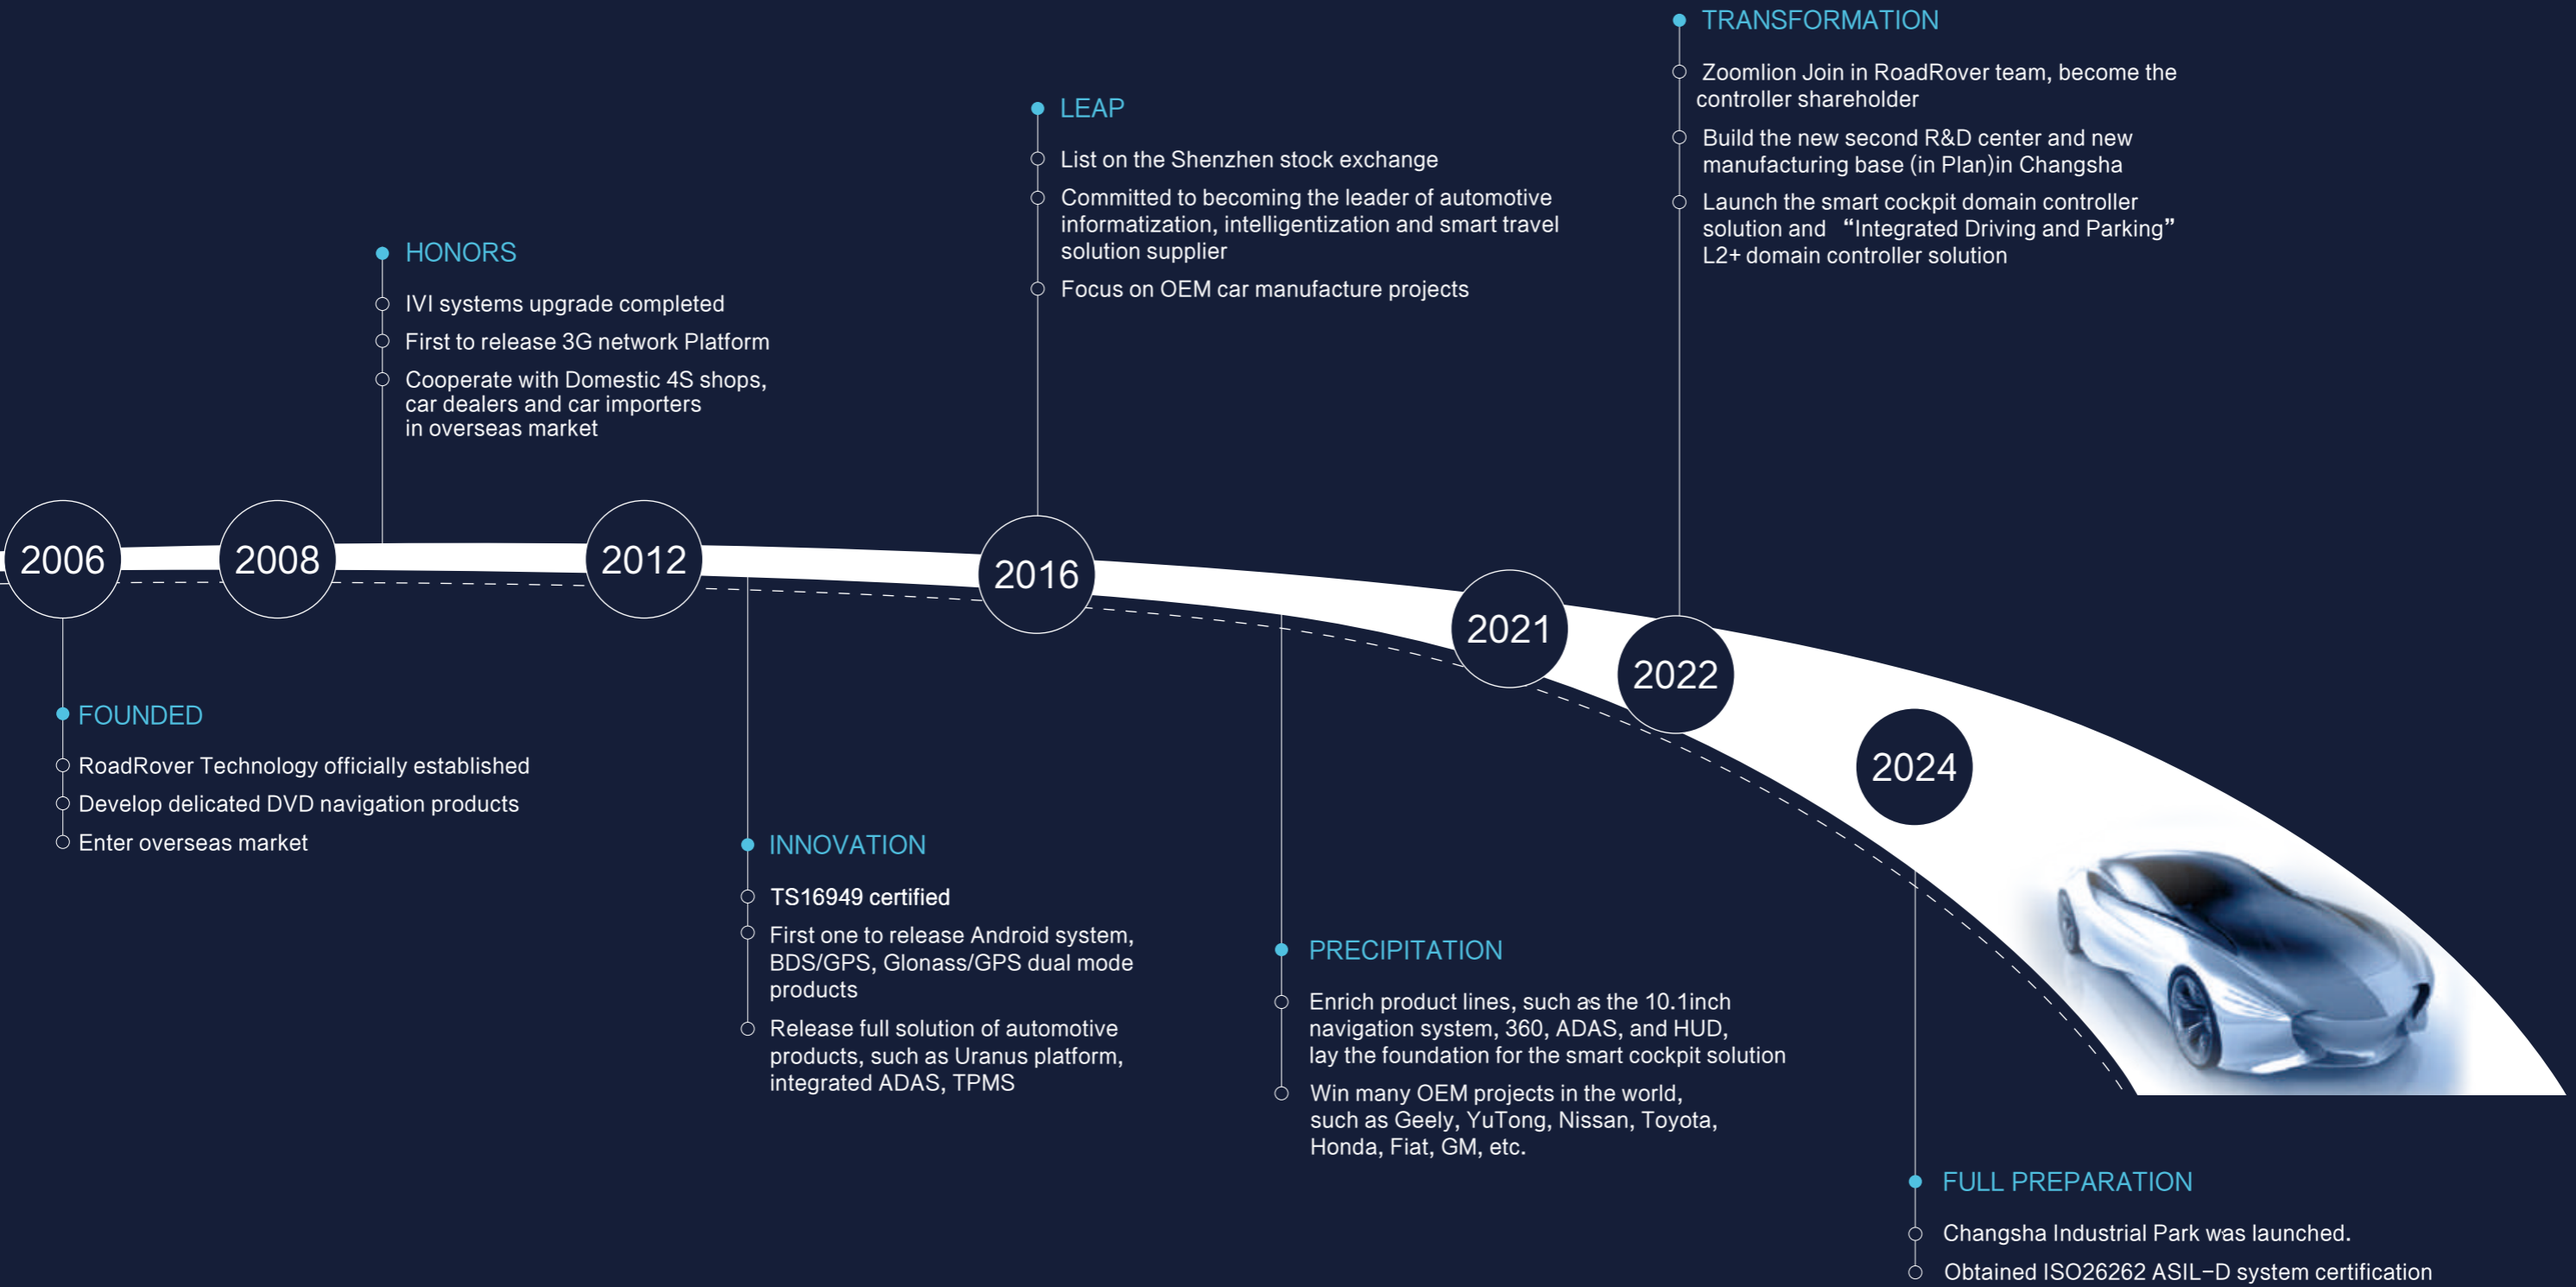 2006
FOUNDED
RoadRover Technology officially established
Develop delicated DVD navigation products
Enter overseas market
2008
HONORS
IVI systems upgrade completed
First to release 3G network Platform
Cooperate with Domestic 4S shops,
car dealers and car importers
in overseas market
2012
INNOVATION
TS16949 certified
First one to release Android system,
BDS/GPS, Glonass/GPS dual mode
products
Release full solution of automotive
products, such as Uranus platform,
integrated ADAS, TPMS
2016
LEAP
List on the Shenzhen stock exchange
Committed to becoming the leader of automotive
informatization, intelligentization and smart travel
solution supplier
Focus on OEM car manufacture projects
PRECIPITATION
Enrich product lines, such as the 10.1inch
navigation system, 360, ADAS, and HUD,
lay the foundation for the smart cockpit solution
Win many OEM projects in the world,
such as Geely, YuTong, Nissan, Toyota,
Honda, Fiat, GM, etc.
2021
2022
TRANSFORMATION
Zoomlion Join in RoadRover team, become the
controller shareholder
Build the new second R&D center and new
manufacturing base (in Plan)in Changsha
Launch the smart cockpit domain controller
solution and “Integrated Driving and Parking”
L2+ domain controller solution
2024
FULL PREPARATION
Changsha Industrial Park was launched.
Obtained ISO26262 ASIL-D system certification